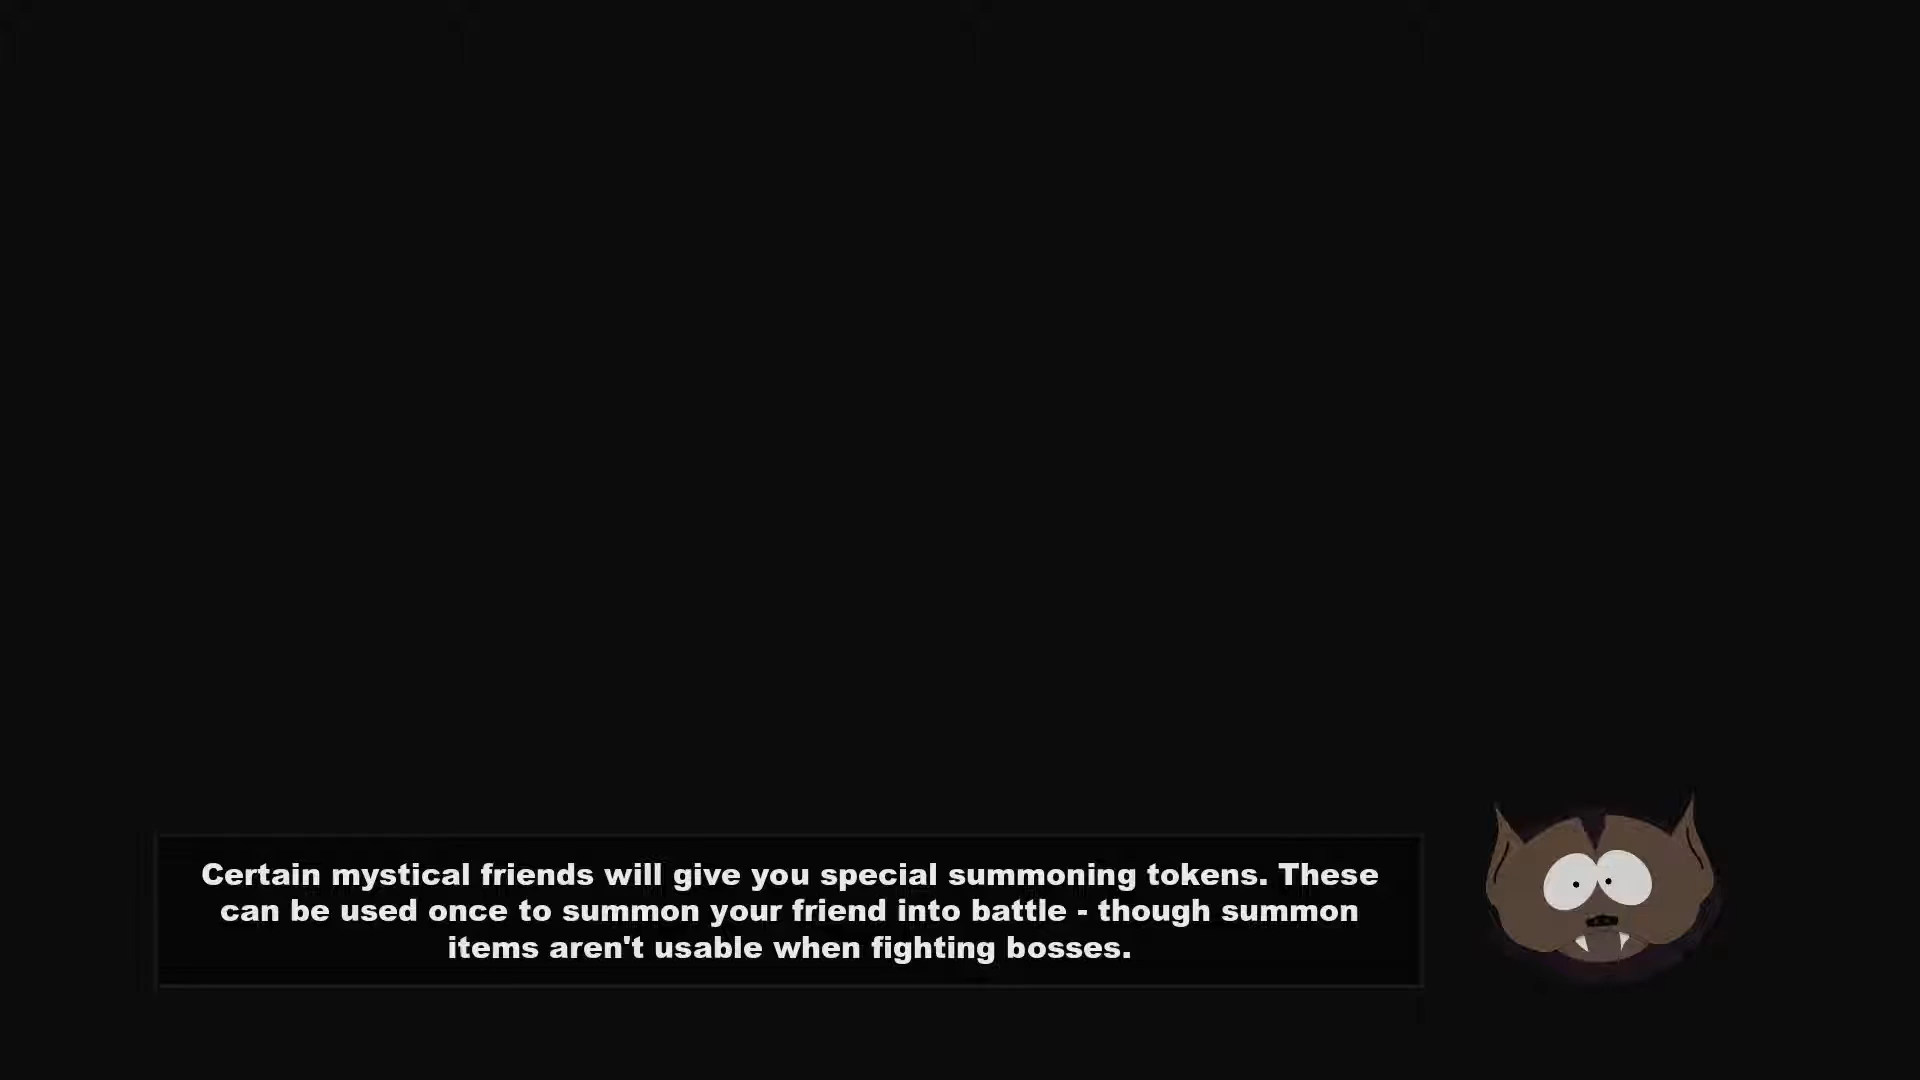 Certain mystical friends will give you special summoning tokens. These
can be used once to summon your friend into battle - though summon
items aren't usable when fighting bosses.